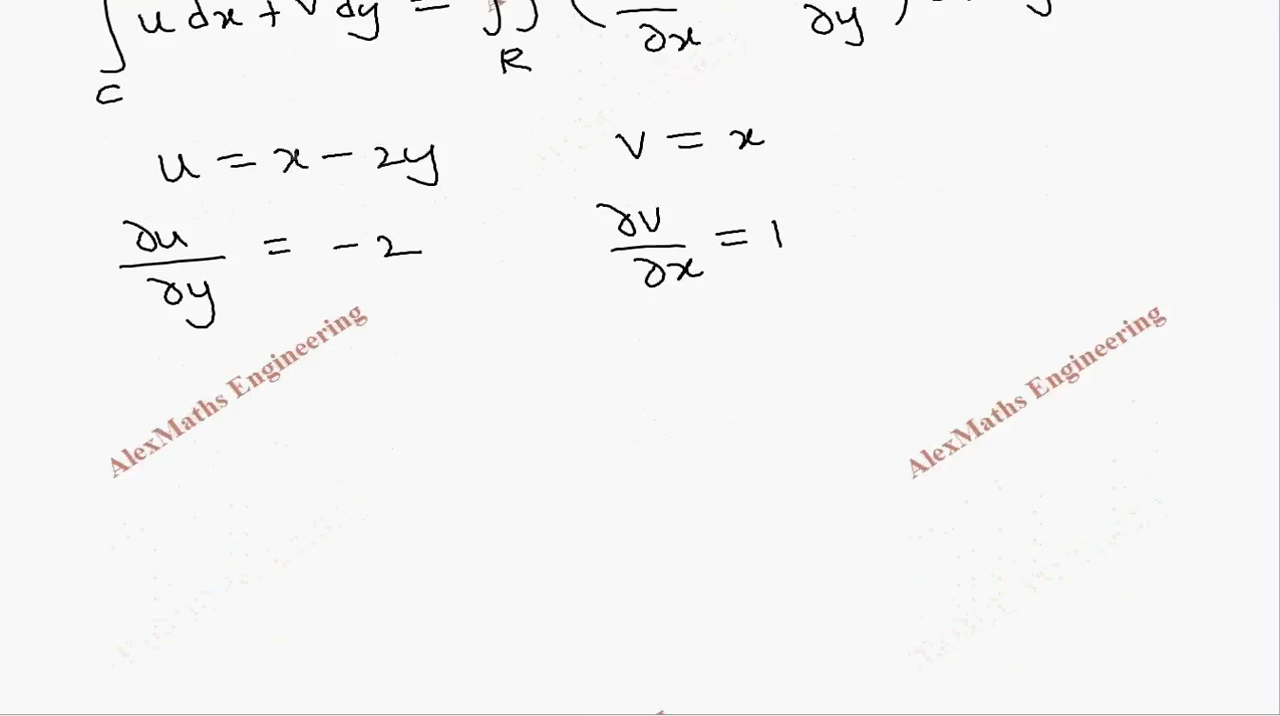 ∫ u dx + v dy = ∬ ( ∂x ∂y )
C R
u = x − 2y v = x
∂u/∂y = −2 ∂v/∂x = 1
AlexMaths Engineering AlexMaths Engineering